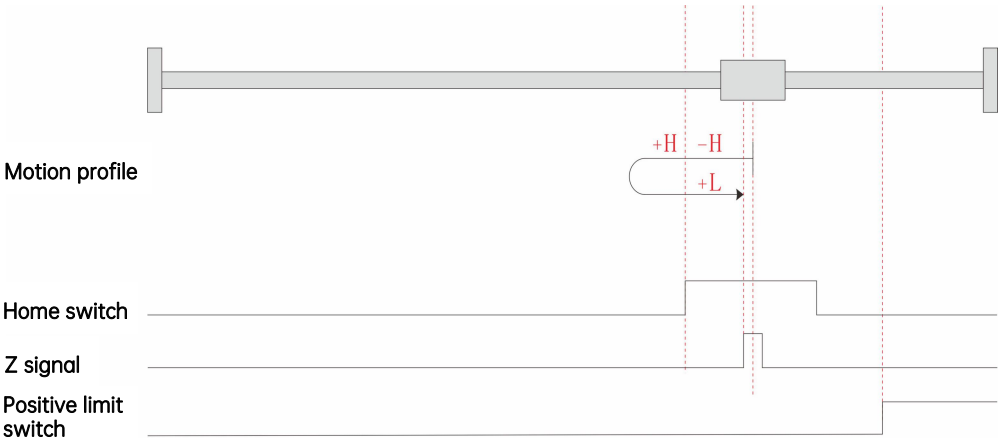 +H −H
Motion profile
+L
Home switch
Z signal
Positive limit
switch